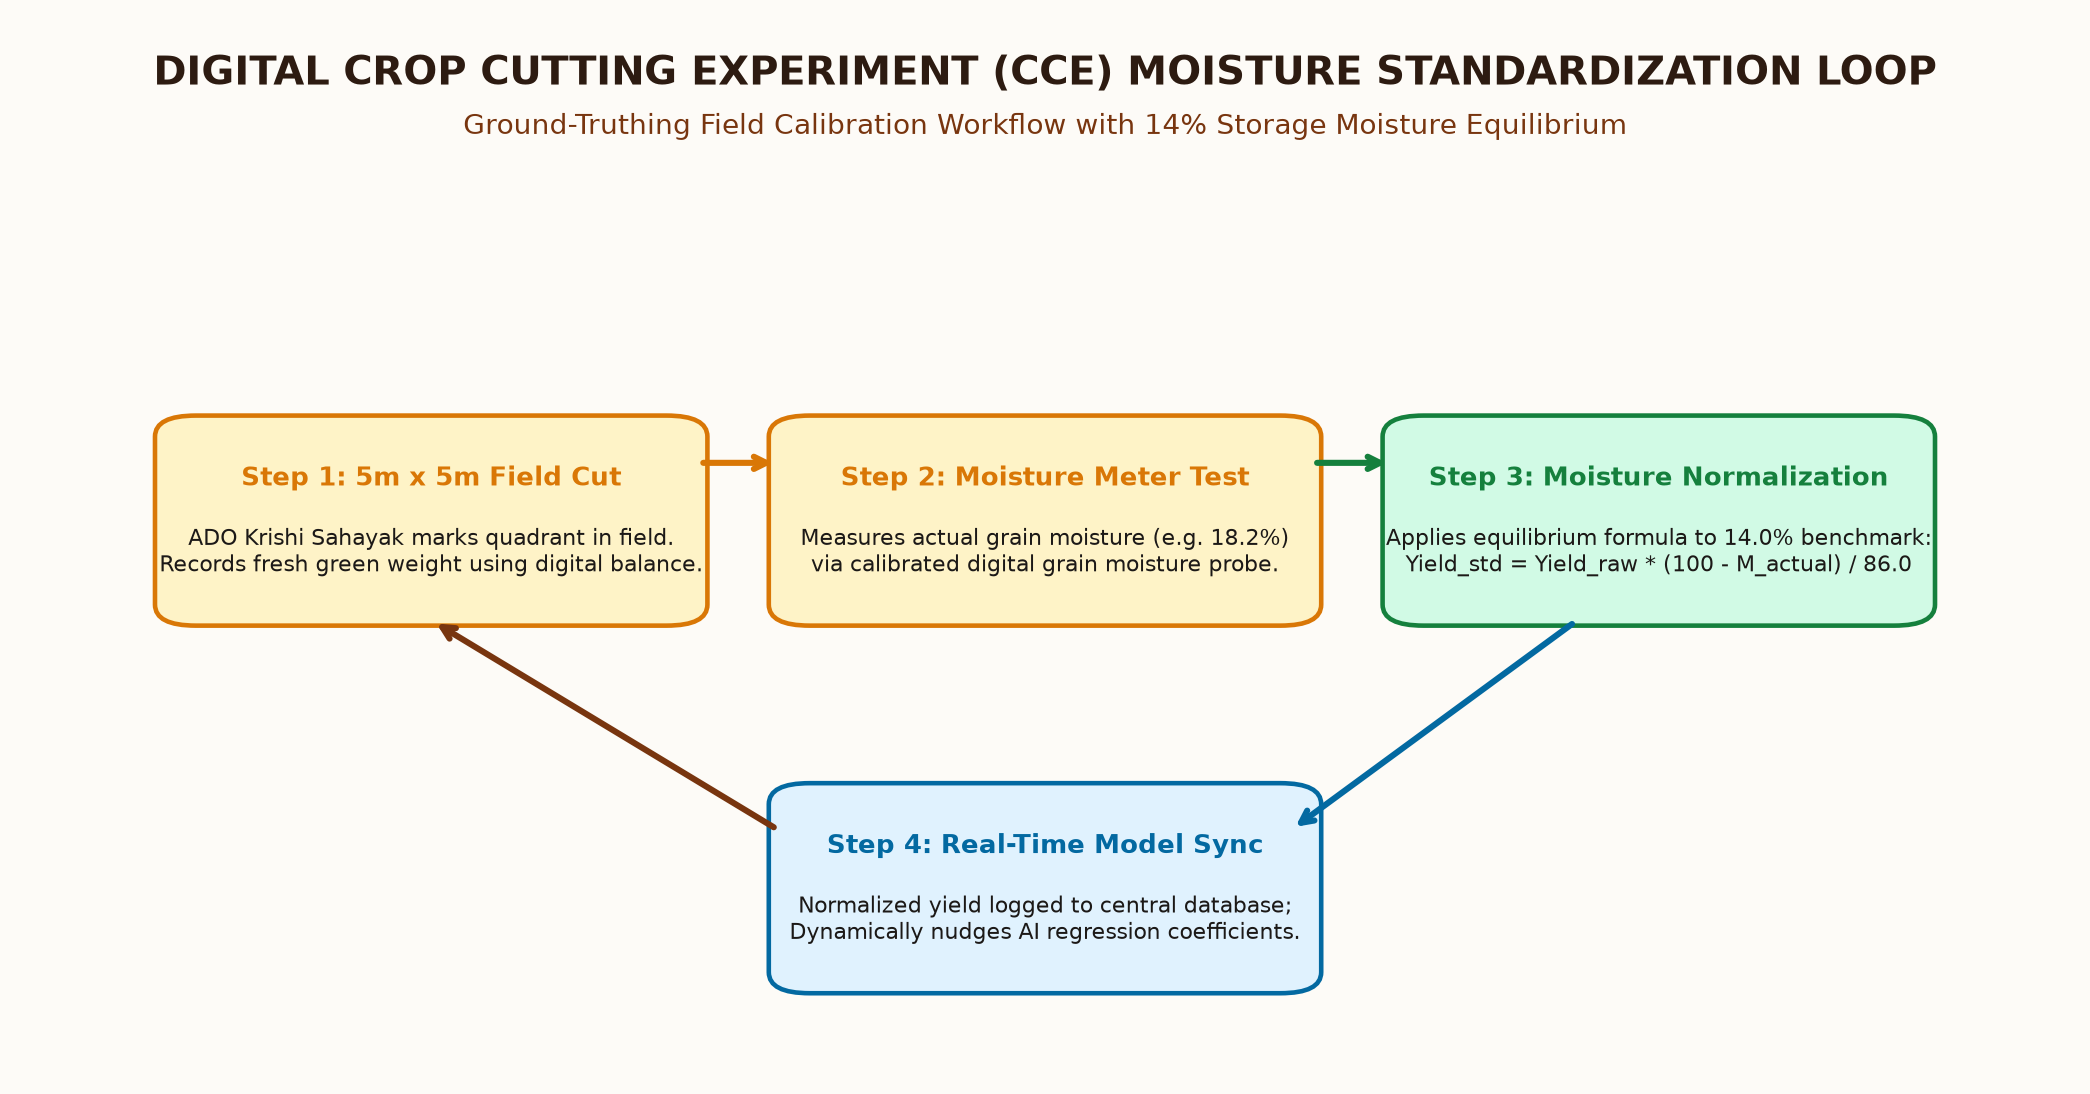 DIGITAL CROP CUTTING EXPERIMENT (CCE) MOISTURE STANDARDIZATION LOOP
Ground-Truthing Field Calibration Workflow with 14% Storage Moisture Equilibrium
Step 1: 5m x 5m Field Cut
ADO Krishi Sahayak marks quadrant in field.
Records fresh green weight using digital balance.
Step 2: Moisture Meter Test
Measures actual grain moisture (e.g. 18.2%)
via calibrated digital grain moisture probe.
Step 3: Moisture Normalization
Applies equilibrium formula to 14.0% benchmark:
Yield_std = Yield_raw * (100 - M_actual) / 86.0
Step 4: Real-Time Model Sync
Normalized yield logged to central database;
Dynamically nudges AI regression coefficients.